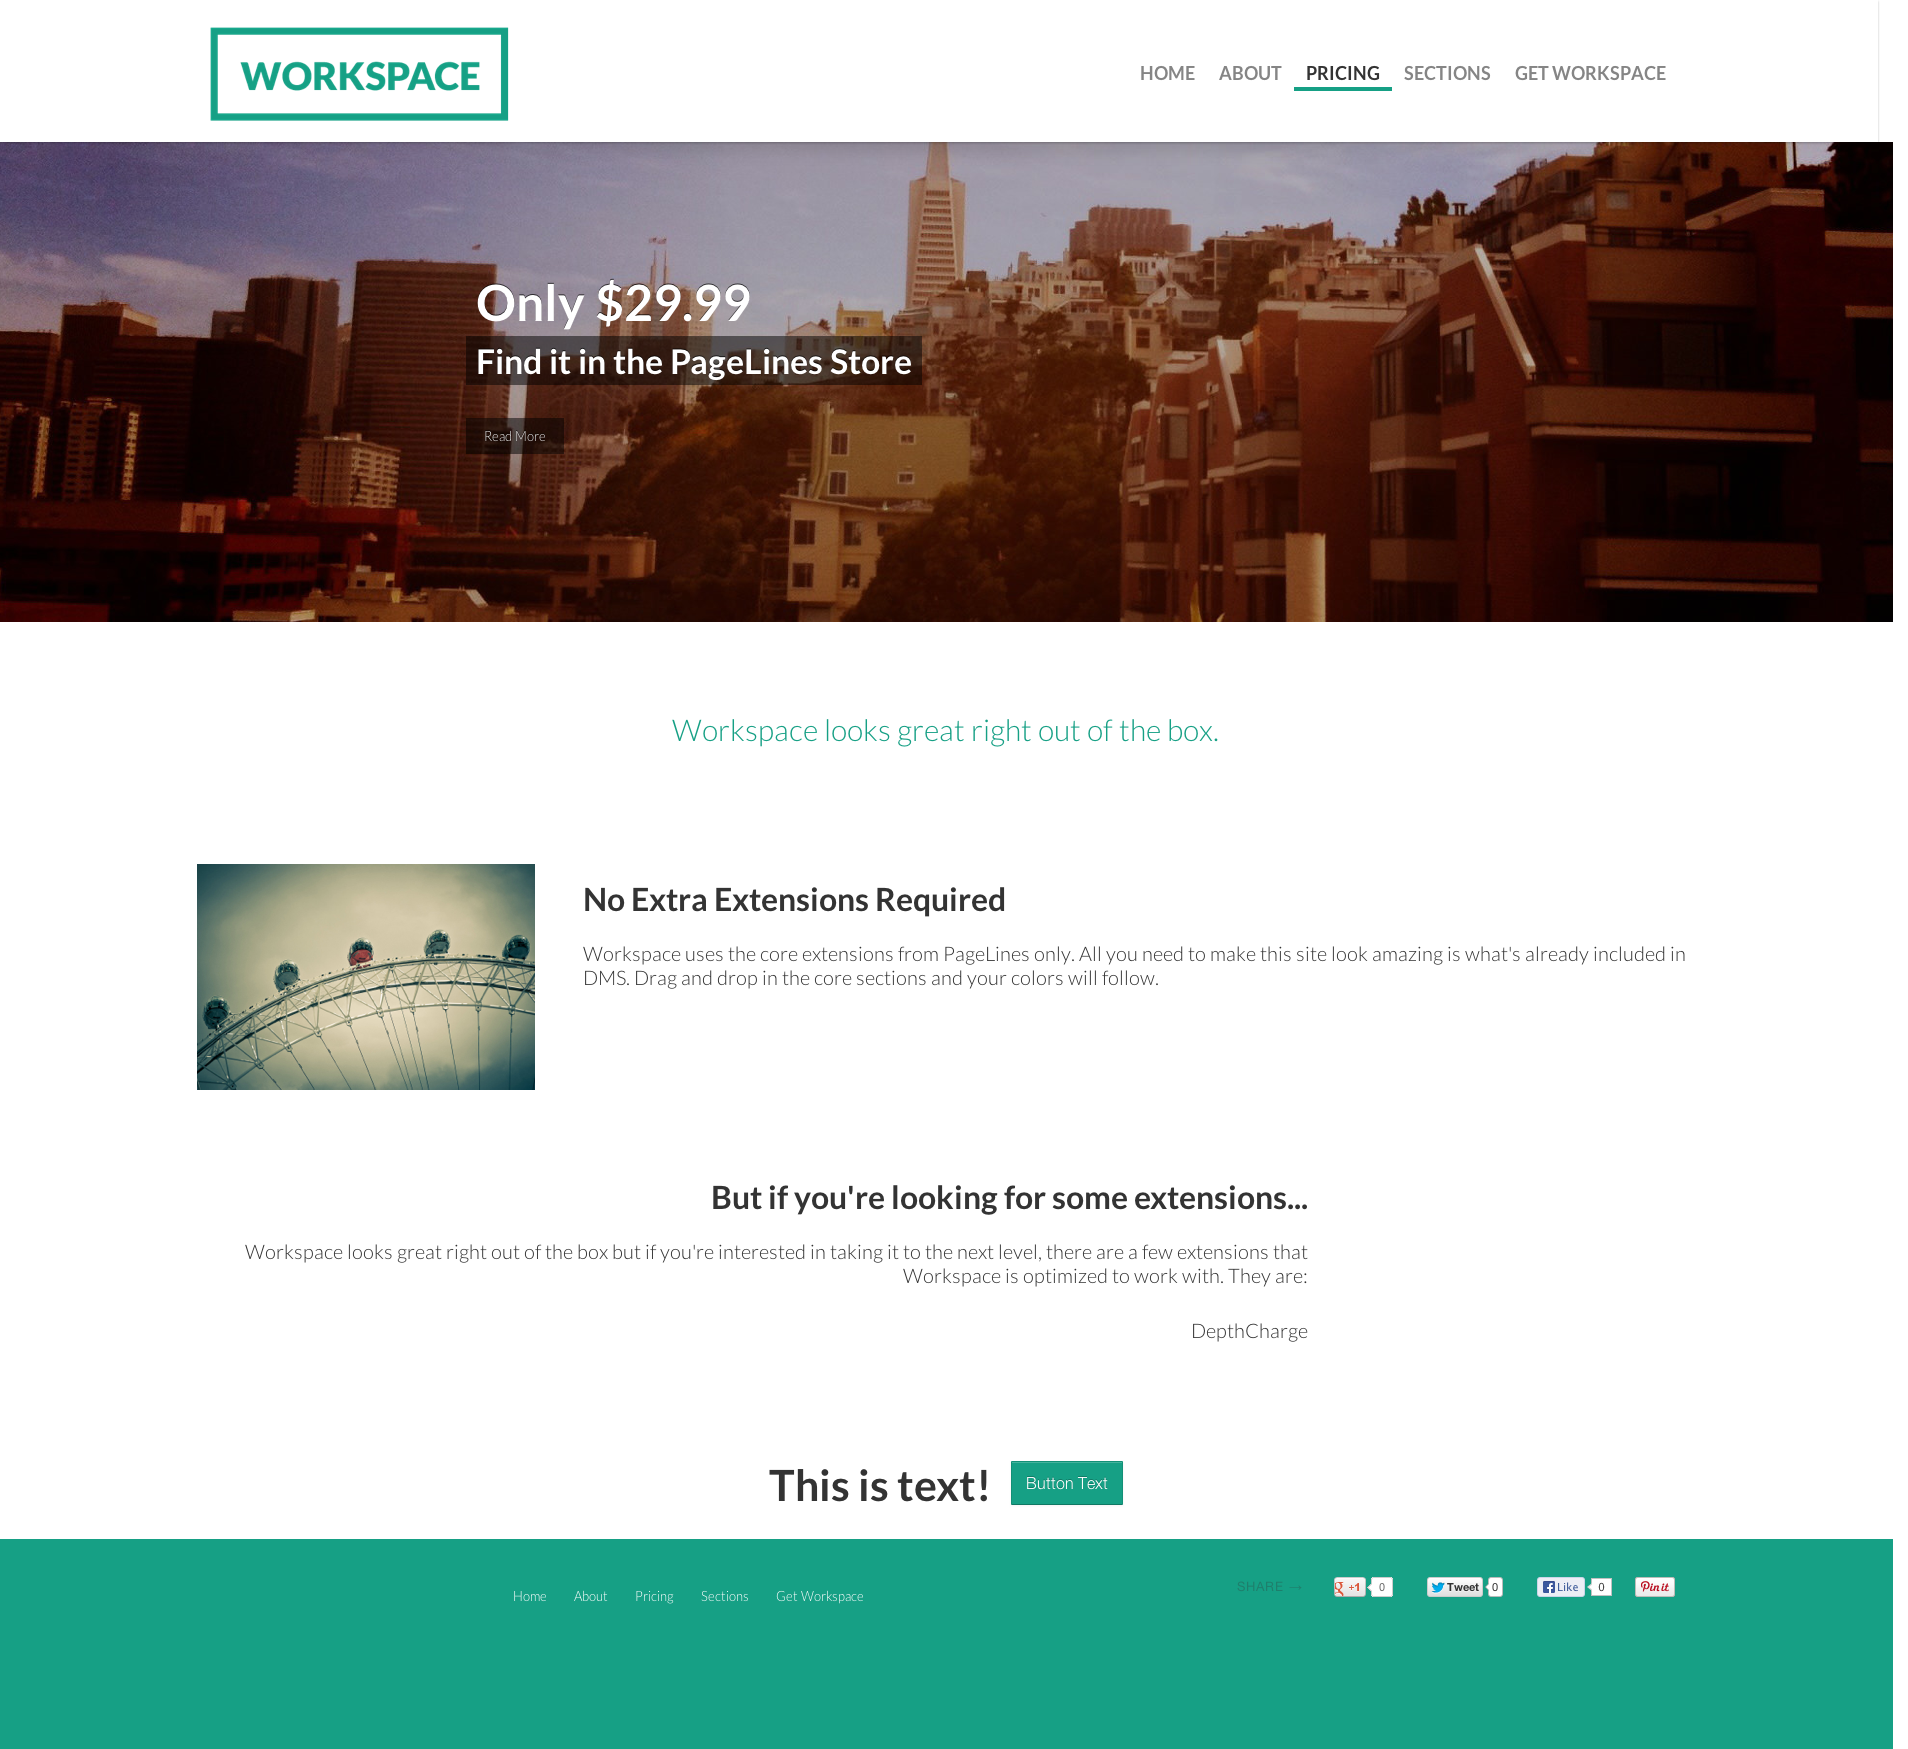 WORKSPACE
HOME ABOUT PRICING SECTIONS GET WORKSPACE
Only $29.99
Find it in the PageLines Store
Read More
Workspace looks great right out of the box.
No Extra Extensions Required
Workspace uses the core extensions from PageLines only. All you need to make this site look amazing is what's already included in
DMS. Drag and drop in the core sections and your colors will follow.
But if you're looking for some extensions...
Workspace looks great right out of the box but if you're interested in taking it to the next level, there are a few extensions that
Workspace is optimized to work with. They are:
DepthCharge
This is text! Button Text
Home About Pricing Sections Get Workspace
SHARE → g +1 0 Tweet 0 Like 0 Pin it